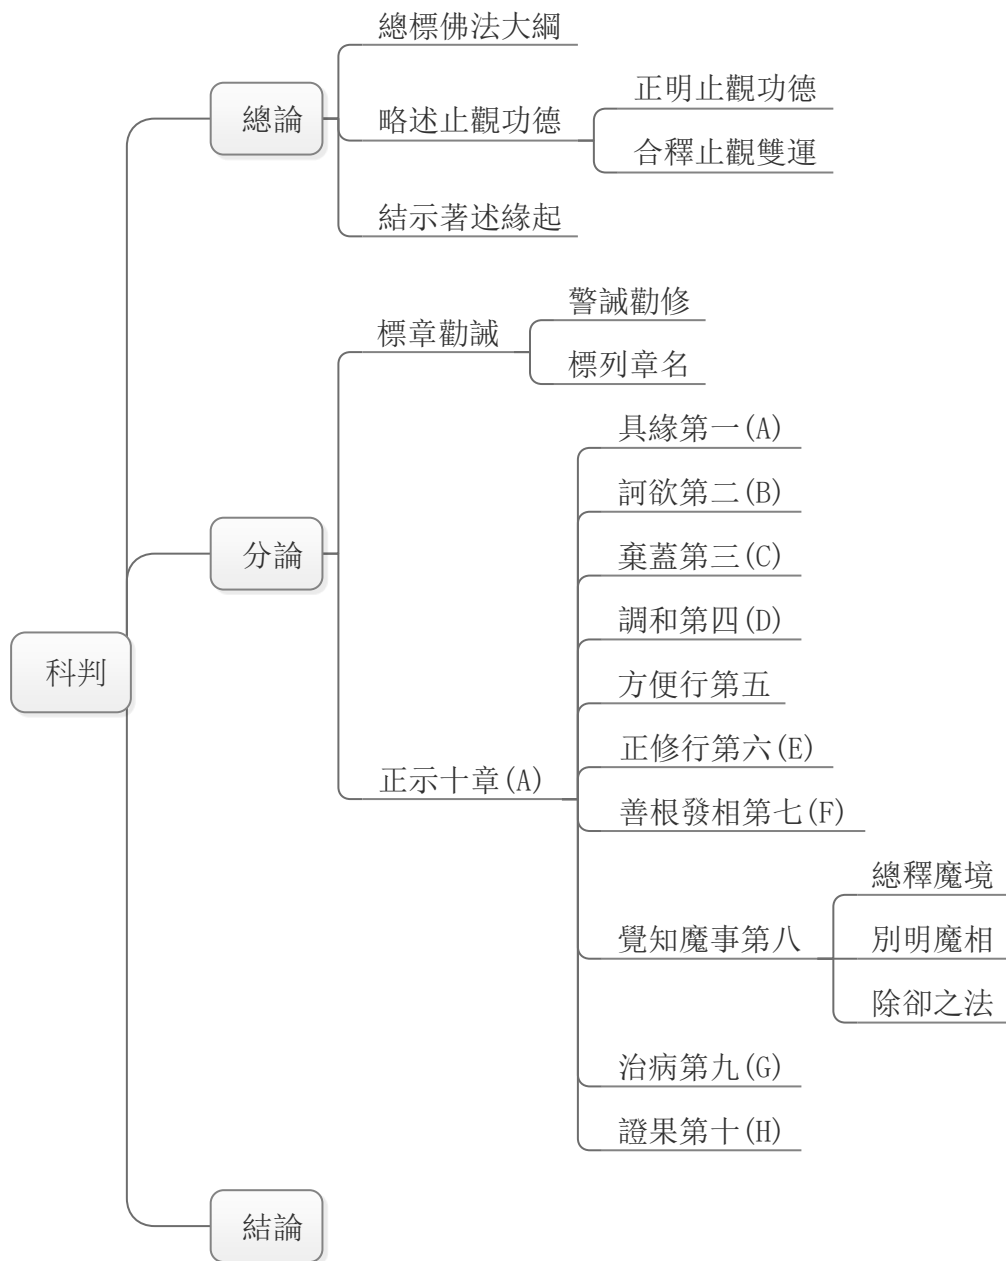 科判
總論
總標佛法大綱
略述止觀功德
正明止觀功德
合釋止觀雙運
結示著述緣起
分論
標章勸誡
警誡勸修
標列章名
正示十章(A)
具緣第一(A)
訶欲第二(B)
棄蓋第三(C)
調和第四(D)
方便行第五
正修行第六(E)
善根發相第七(F)
覺知魔事第八
總釋魔境
別明魔相
除卻之法
治病第九(G)
證果第十(H)
結論